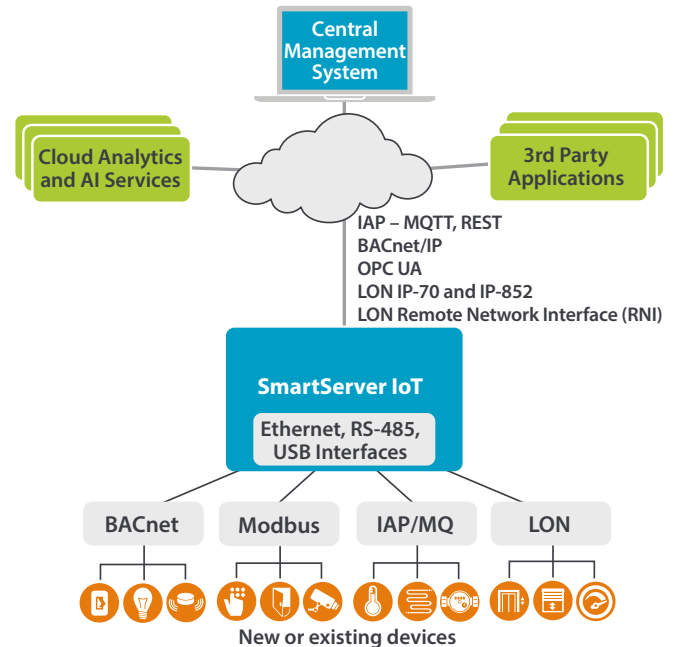 Central
Management
System
Cloud Analytics
and AI Services
3rd Party
Applications
IAP – MQTT, REST
BACnet/IP
OPC UA
LON IP-70 and IP-852
LON Remote Network Interface (RNI)
SmartServer IoT
Ethernet, RS-485,
USB Interfaces
BACnet
Modbus
IAP/MQ
LON
New or existing devices